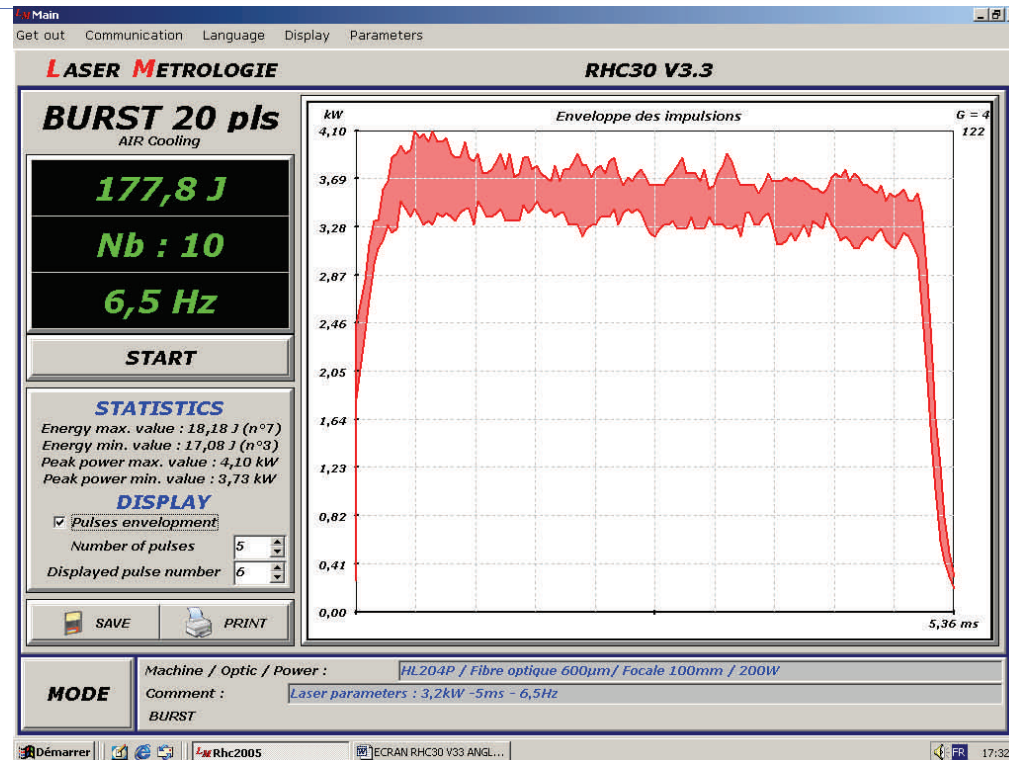 LM Main
Get out Communication Language Display Parameters
LASER METROLOGIE
RHC30 V3.3
BURST 20 pls
AIR Cooling
177,8 J
Nb : 10
6,5 Hz
START
STATISTICS
Energy max. value : 18,18 J (n°7)
Energy min. value : 17,08 J (n°3)
Peak power max. value : 4,10 kW
Peak power min. value : 3,73 kW
DISPLAY
Pulses envelopment
Number of pulses 5
Displayed pulse number 6
SAVE PRINT
kW Enveloppe des impulsions G = 4
4,10 122
3,69
3,28
2,87
2,46
2,05
1,64
1,23
0,82
0,41
0,00
5,36 ms
MODE
Machine / Optic / Power : HL204P / Fibre optique 600µm/ Focale 100mm / 200W
Comment : Laser parameters : 3,2kW -5ms - 6,5Hz
BURST
Démarrer LM Rhc2005 ECRAN RHC30 V33 ANGL... FR 17:32